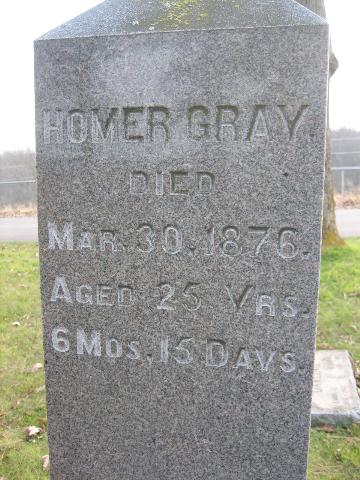 HOMER GRAY.
DIED
MAR. 30. 1876.
AGED 25 YRS.
6 MOS. 15 DAYS.